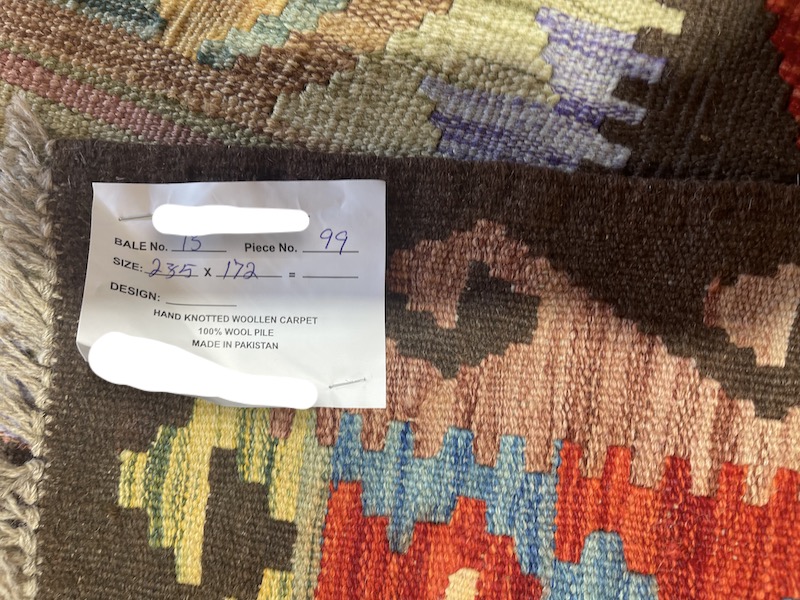 BALE No. 15 Piece No. 99
SIZE: 235 x 172 =
DESIGN:
HAND KNOTTED WOOLLEN CARPET
100% WOOL PILE
MADE IN PAKISTAN